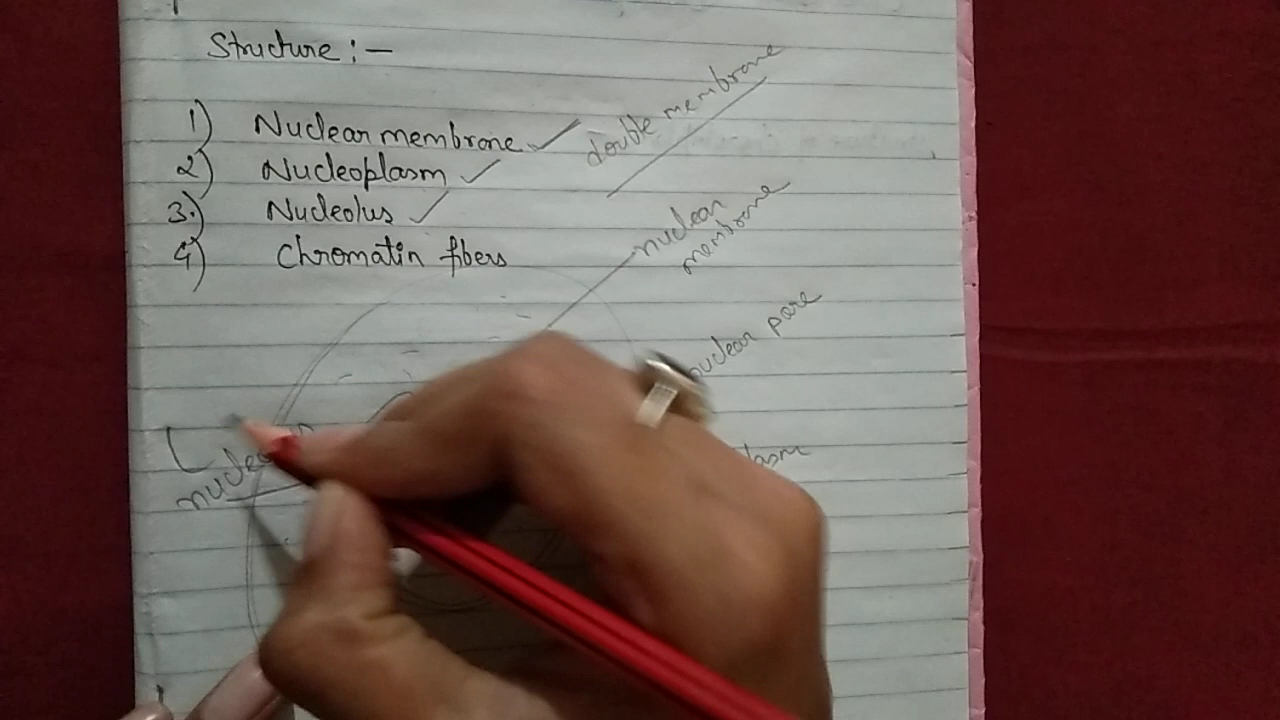 Structure :-
1) Nuclear membrane
2) Nucleoplasm
3.) Nucleolus
4) Chromatin fibers
double membrane
nuclear
membrane
nuclear pore